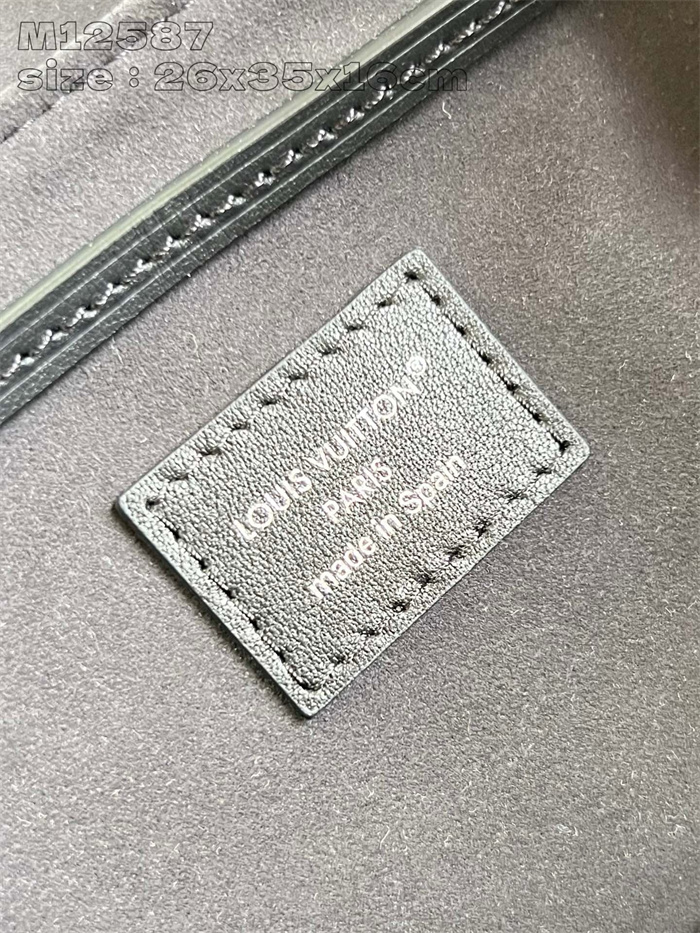 M12587
size : 26x35x16cm
LOUIS VUITTON®
PARIS
made in Spain